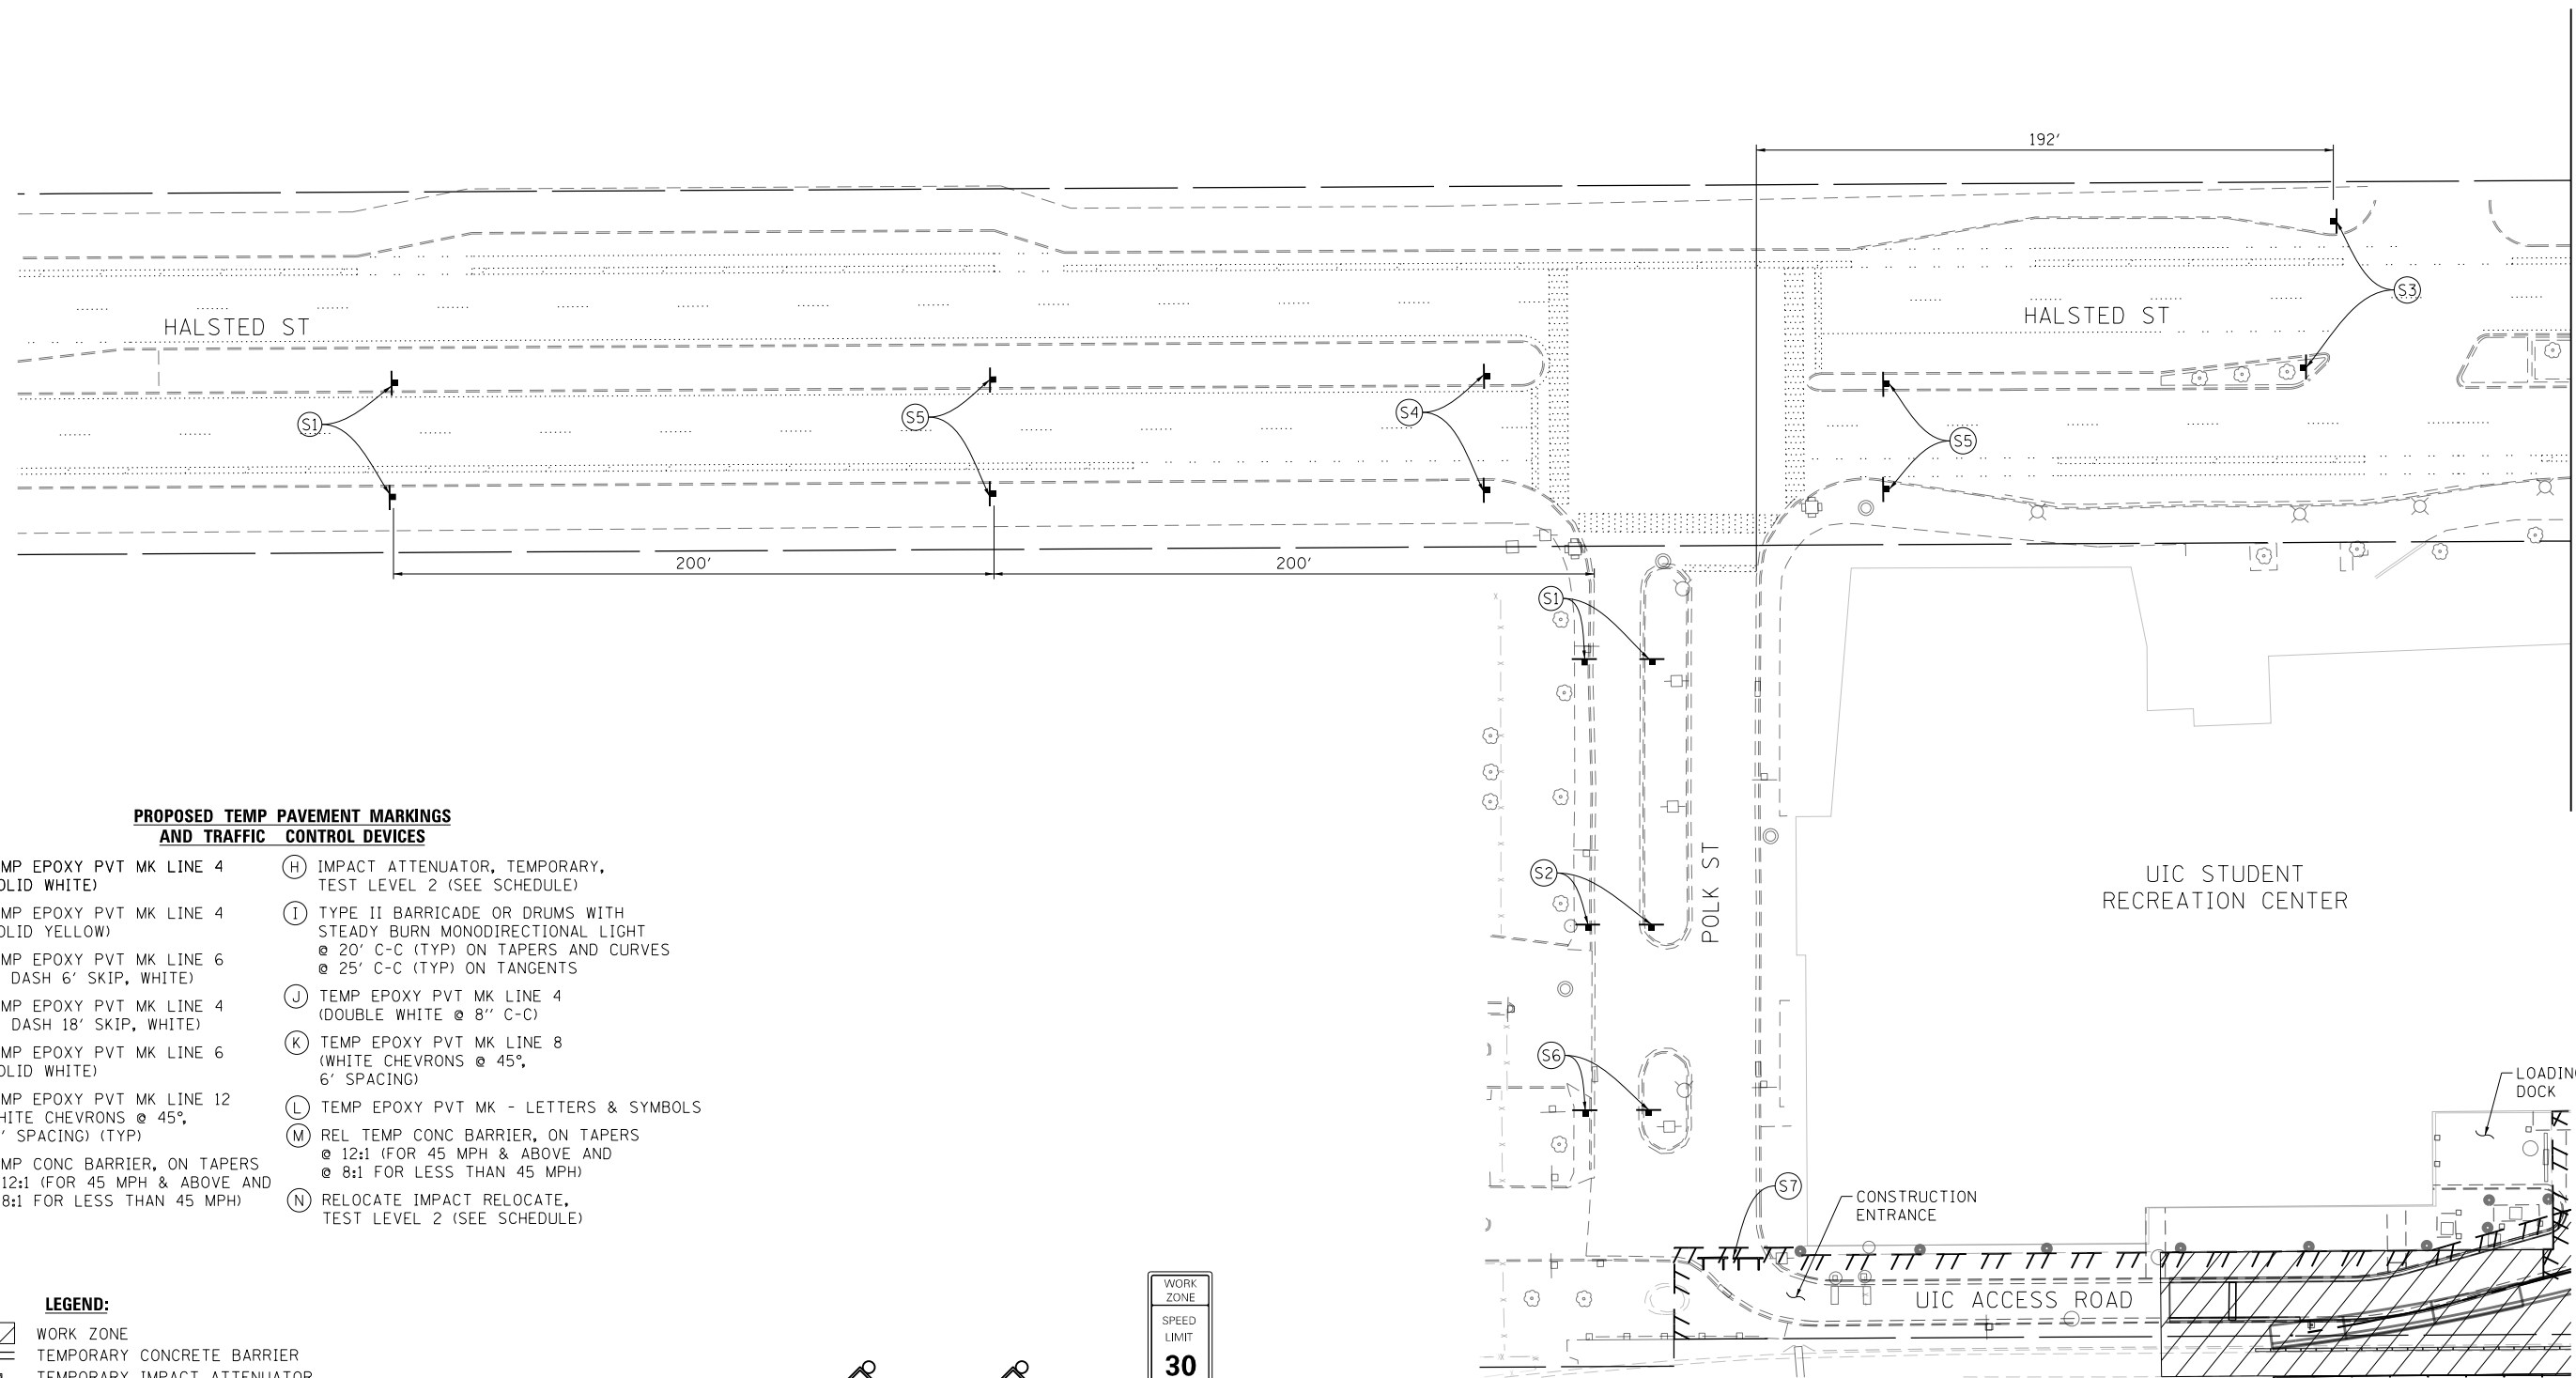 192'
HALSTED ST
HALSTED ST
S3
S1
S5
S4
S5
200'
200'
S1
S2
POLK ST
UIC STUDENT
RECREATION CENTER
S6
S7
CONSTRUCTION
ENTRANCE
LOADING
DOCK
UIC ACCESS ROAD
PROPOSED TEMP PAVEMENT MARKINGS
AND TRAFFIC CONTROL DEVICES
MP EPOXY PVT MK LINE 4
OLID WHITE)
MP EPOXY PVT MK LINE 4
OLID YELLOW)
MP EPOXY PVT MK LINE 6
DASH 6' SKIP, WHITE)
MP EPOXY PVT MK LINE 4
DASH 18' SKIP, WHITE)
MP EPOXY PVT MK LINE 6
OLID WHITE)
MP EPOXY PVT MK LINE 12
HITE CHEVRONS @ 45°,
' SPACING) (TYP)
MP CONC BARRIER, ON TAPERS
12:1 (FOR 45 MPH & ABOVE AND
8:1 FOR LESS THAN 45 MPH)
H IMPACT ATTENUATOR, TEMPORARY,
TEST LEVEL 2 (SEE SCHEDULE)
I TYPE II BARRICADE OR DRUMS WITH
STEADY BURN MONODIRECTIONAL LIGHT
@ 20' C-C (TYP) ON TAPERS AND CURVES
@ 25' C-C (TYP) ON TANGENTS
J TEMP EPOXY PVT MK LINE 4
(DOUBLE WHITE @ 8" C-C)
K TEMP EPOXY PVT MK LINE 8
(WHITE CHEVRONS @ 45°,
6' SPACING)
L TEMP EPOXY PVT MK - LETTERS & SYMBOLS
M REL TEMP CONC BARRIER, ON TAPERS
@ 12:1 (FOR 45 MPH & ABOVE AND
@ 8:1 FOR LESS THAN 45 MPH)
N RELOCATE IMPACT RELOCATE,
TEST LEVEL 2 (SEE SCHEDULE)
LEGEND:
WORK ZONE
TEMPORARY CONCRETE BARRIER
TEMPORARY IMPACT ATTENUATOR
WORK
ZONE
SPEED
LIMIT
30